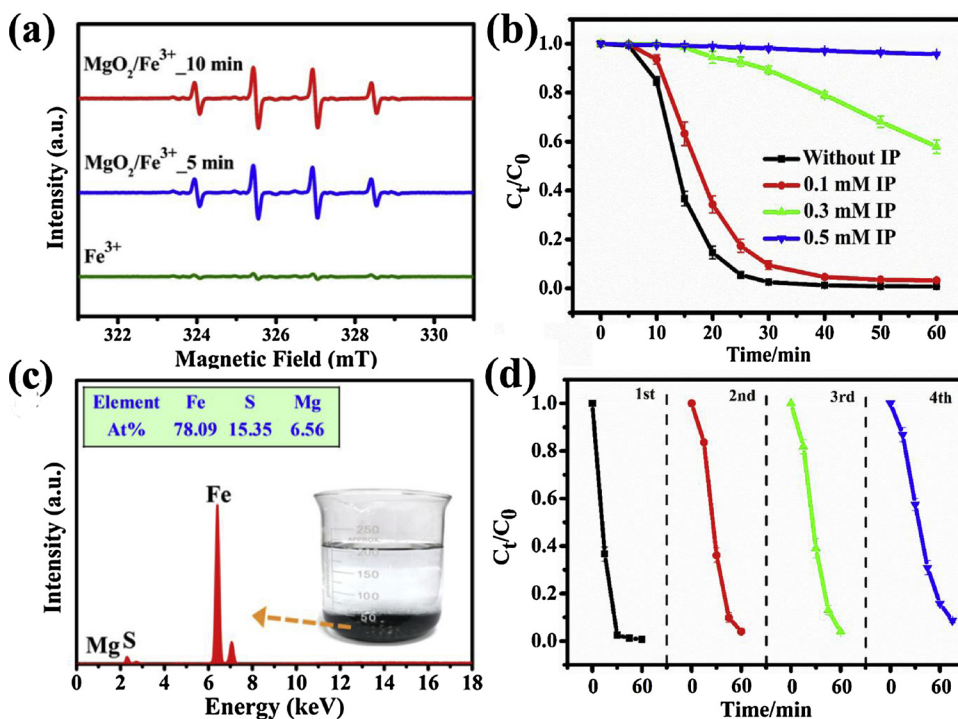 (a)
MgO₂/Fe³⁺_10 min
MgO₂/Fe³⁺_5 min
Fe³⁺
Intensity (a.u.)
322 324 326 328 330
Magnetic Field (mT)
(b)
1.0
0.8
0.6
0.4
0.2
0.0
Cₜ/C₀
Without IP
0.1 mM IP
0.3 mM IP
0.5 mM IP
0 10 20 30 40 50 60
Time/min
(c)
Element Fe S Mg
At% 78.09 15.35 6.56
Fe
Mg S
250
APPROX
200
150
100
50
Intensity (a.u.)
0 2 4 6 8 10 12 14 16 18
Energy (keV)
(d)
1st 2nd 3rd 4th
1.0
0.8
0.6
0.4
0.2
0.0
Cₜ/C₀
0 60 0 60 0 60 0 60
Time/min